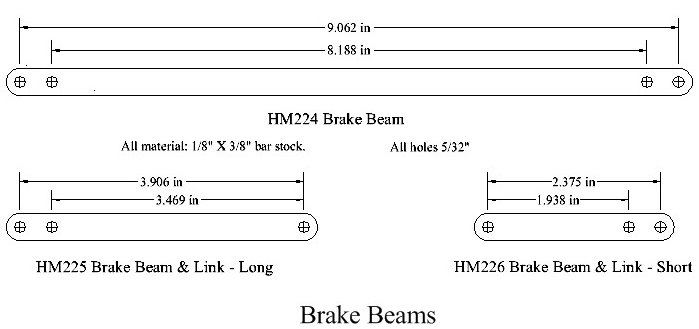 9.062 in
8.188 in
HM224 Brake Beam
All material: 1/8" X 3/8" bar stock. All holes 5/32"
3.906 in
3.469 in
2.375 in
1.938 in
HM225 Brake Beam & Link - Long
HM226 Brake Beam & Link - Short
Brake Beams